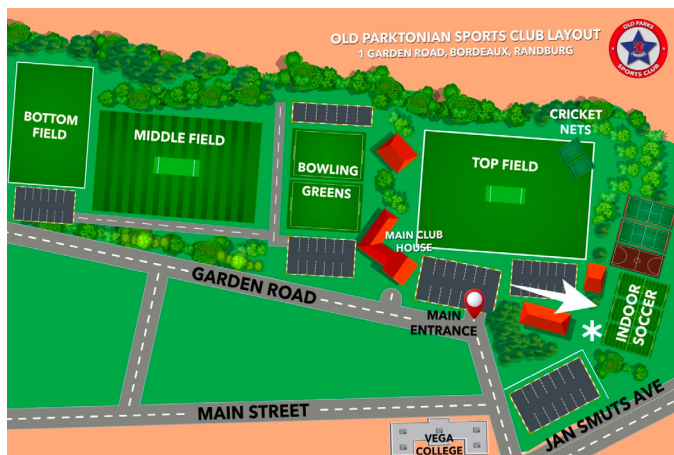 OLD PARKTONIAN SPORTS CLUB LAYOUT
1 GARDEN ROAD, BORDEAUX, RANDBURG
OLD PARKS
SPORTS CLUB
BOTTOM
FIELD
MIDDLE FIELD
BOWLING
GREENS
CRICKET
NETS
TOP FIELD
MAIN CLUB
HOUSE
GARDEN ROAD
MAIN
ENTRANCE
INDOOR
SOCCER
MAIN STREET
JAN SMUTS AVE
VEGA
COLLEGE